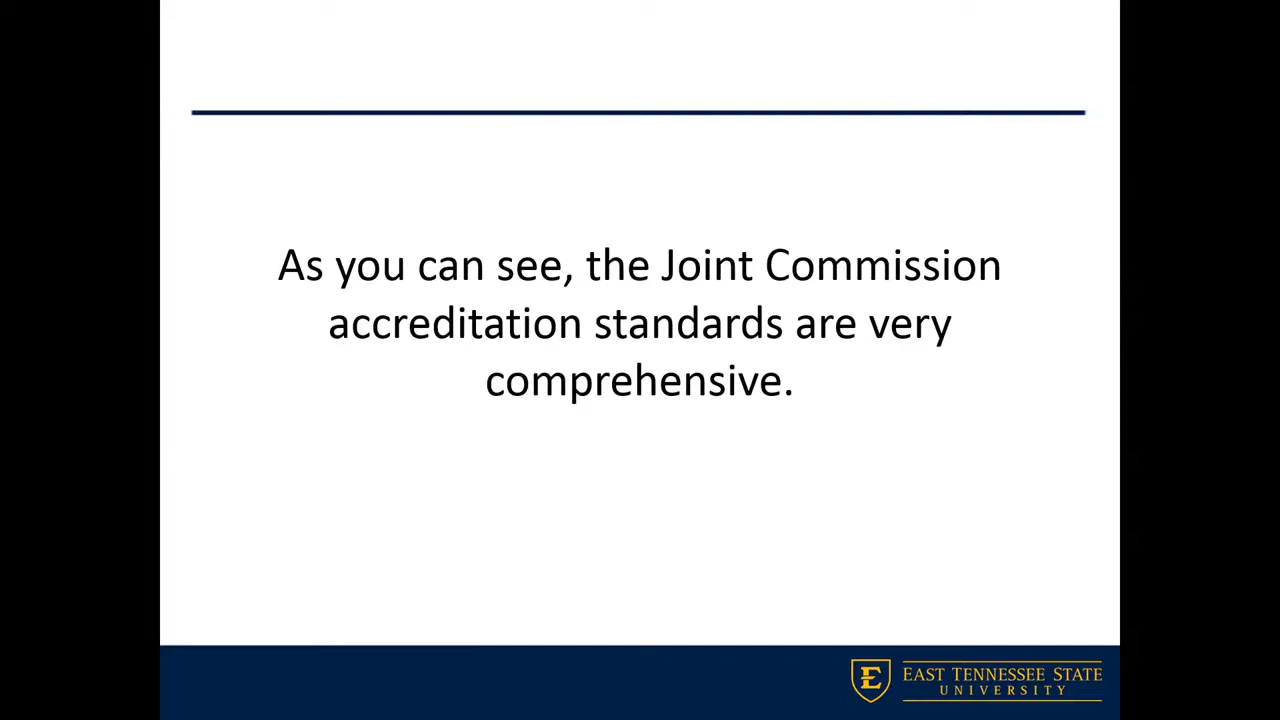 As you can see, the Joint Commission
accreditation standards are very
comprehensive.
E
EAST TENNESSEE STATE
UNIVERSITY